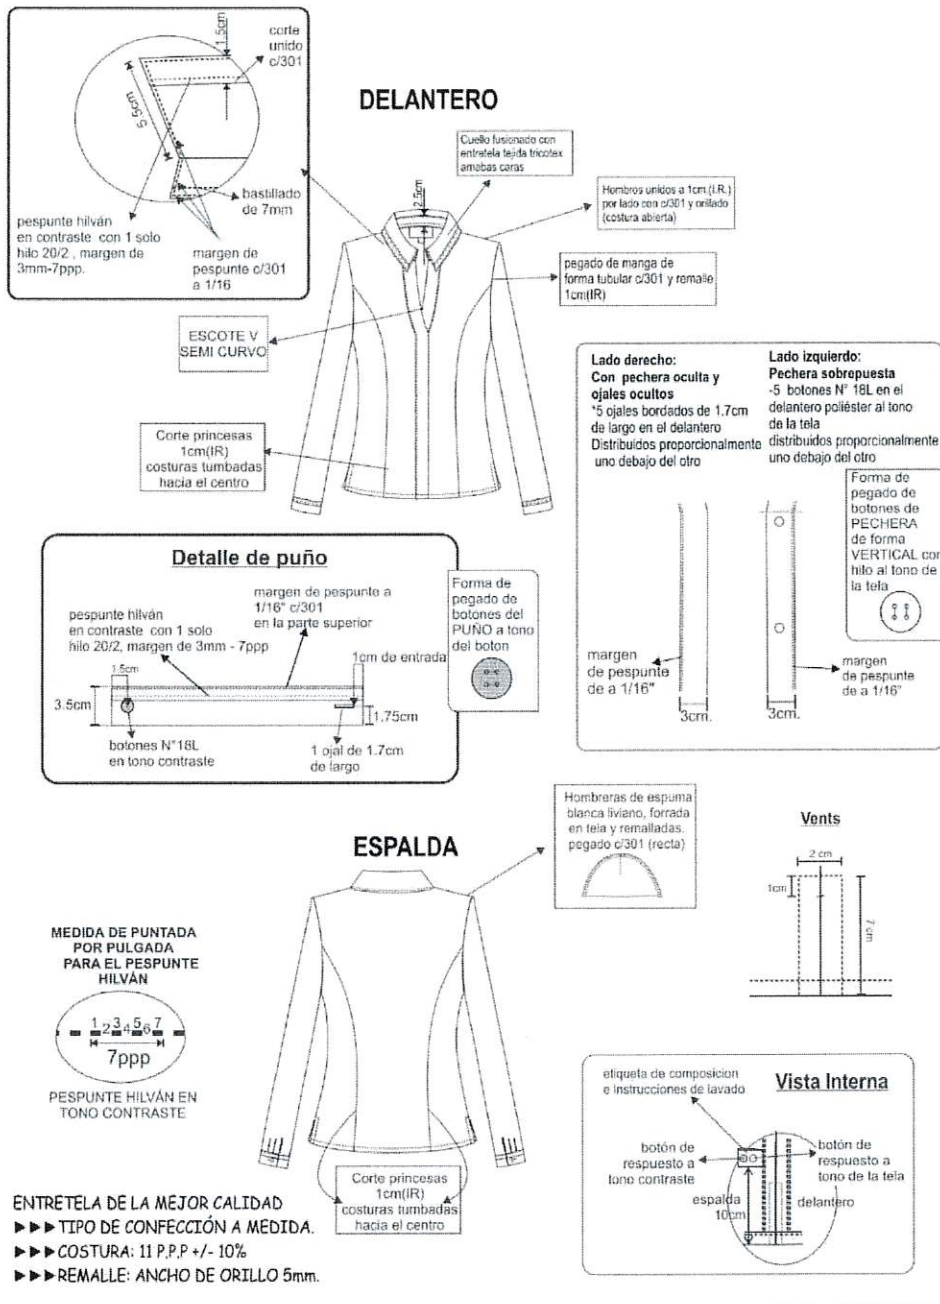 1.5cm
corte
unido
c/301
5.5cm
bastillado
de 7mm
pespunte hilván
en contraste con 1 solo
hilo 20/2 , margen de
3mm-7ppp.
margen de
pespunte c/301
a 1/16
DELANTERO
Cuello fusionado con
entretela tejida tricotex
amabas caras
2.5cm
Hombros unidos a 1cm.(I.R.)
por lado con c/301 y orillado
(costura abierta)
pegado de manga de
forma tubular c/301 y remalle
1cm(IR)
ESCOTE V
SEMI CURVO
Corte princesas
1cm(IR)
costuras tumbadas
hacia el centro
Lado derecho:
Con pechera oculta y
ojales ocultos
*5 ojales bordados de 1.7cm
de largo en el delantero
Distribuidos proporcionalmente
uno debajo del otro
Lado izquierdo:
Pechera sobrepuesta
-5 botones N° 18L en el
delantero poliéster al tono
de la tela
distribuidos proporcionalmente
uno debajo del otro
Forma de
pegado de
botones de
PECHERA
de forma
VERTICAL con
hilo al tono de
la tela
margen
de pespunte
de a 1/16"
3cm.
3cm.
margen
de pespunte
de a 1/16"
Detalle de puño
pespunte hilván
en contraste con 1 solo
hilo 20/2, margen de 3mm - 7ppp
margen de pespunte a
1/16" c/301
en la parte superior
1cm de entrada
1.5cm
3.5cm
1.75cm
botones N°18L
en tono contraste
1 ojal de 1.7cm
de largo
Forma de
pegado de
botones del
PUÑO a tono
del boton
ESPALDA
Hombreras de espuma
blanca liviano, forrada
en tela y remalladas.
pegado c/301 (recta)
Vents
2 cm
1cm
7 cm
MEDIDA DE PUNTADA
POR PULGADA
PARA EL PESPUNTE
HILVÁN
1 2 3 4 5 6 7
7ppp
PESPUNTE HILVÁN EN
TONO CONTRASTE
Corte princesas
1cm(IR)
costuras tumbadas
hacia el centro
etiqueta de composicion
e instrucciones de lavado
Vista Interna
botón de
respuesto a
tono contraste
botón de
respuesto a
tono de la tela
espalda
10cm
delantero
ENTRETELA DE LA MEJOR CALIDAD
►►►TIPO DE CONFECCIÓN A MEDIDA.
►►►COSTURA: 11 P.P.P +/- 10%
►►►REMALLE: ANCHO DE ORILLO 5mm.